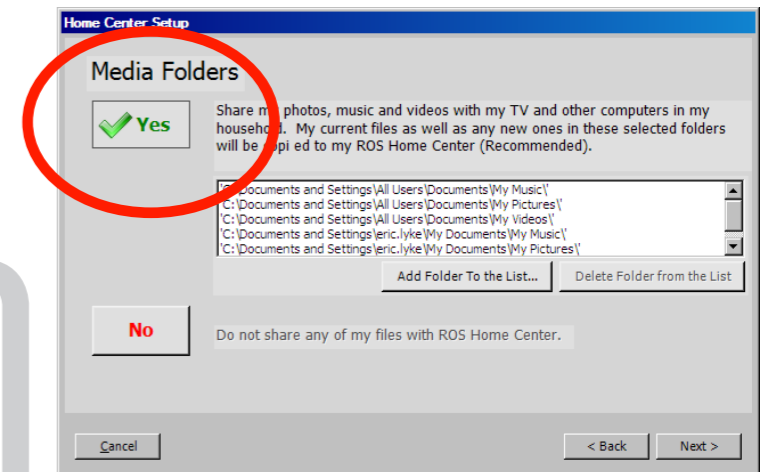 Home Center Setup
Media Folders
Yes
Share my photos, music and videos with my TV and other computers in my
household. My current files as well as any new ones in these selected folders
will be copi ed to my ROS Home Center (Recommended).
'C:\Documents and Settings\All Users\Documents\My Music\'
'C:\Documents and Settings\All Users\Documents\My Pictures\'
'C:\Documents and Settings\All Users\Documents\My Videos\'
'C:\Documents and Settings\eric.lyke\My Documents\My Music\'
'C:\Documents and Settings\eric.lyke\My Documents\My Pictures\'
Add Folder To the List...
Delete Folder from the List
No
Do not share any of my files with ROS Home Center.
Cancel
< Back
Next >